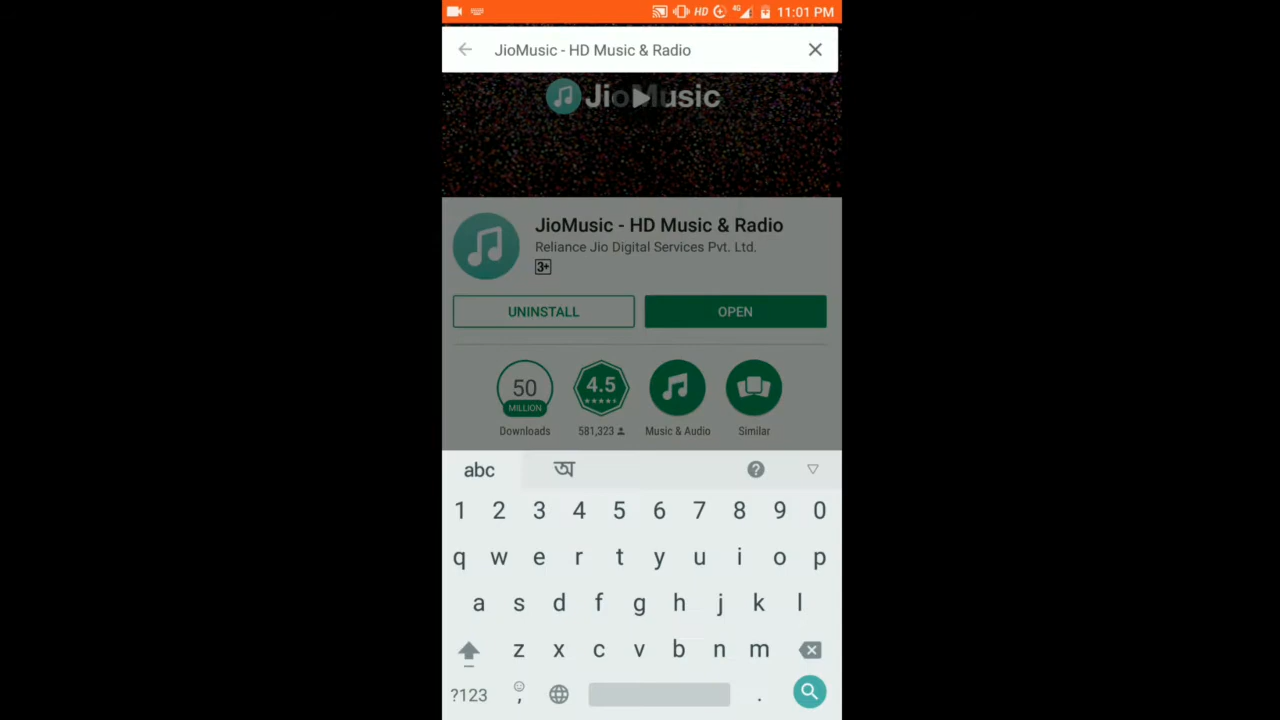 HD 4G 11:01 PM
JioMusic - HD Music & Radio
JioMusic
JioMusic - HD Music & Radio
Reliance Jio Digital Services Pvt. Ltd.
3+
UNINSTALL OPEN
50 4.5
MILLION
Downloads 581,323 Music & Audio Similar
abc অ
1 2 3 4 5 6 7 8 9 0
q w e r t y u i o p
a s d f g h j k l
z x c v b n m
?123 , .